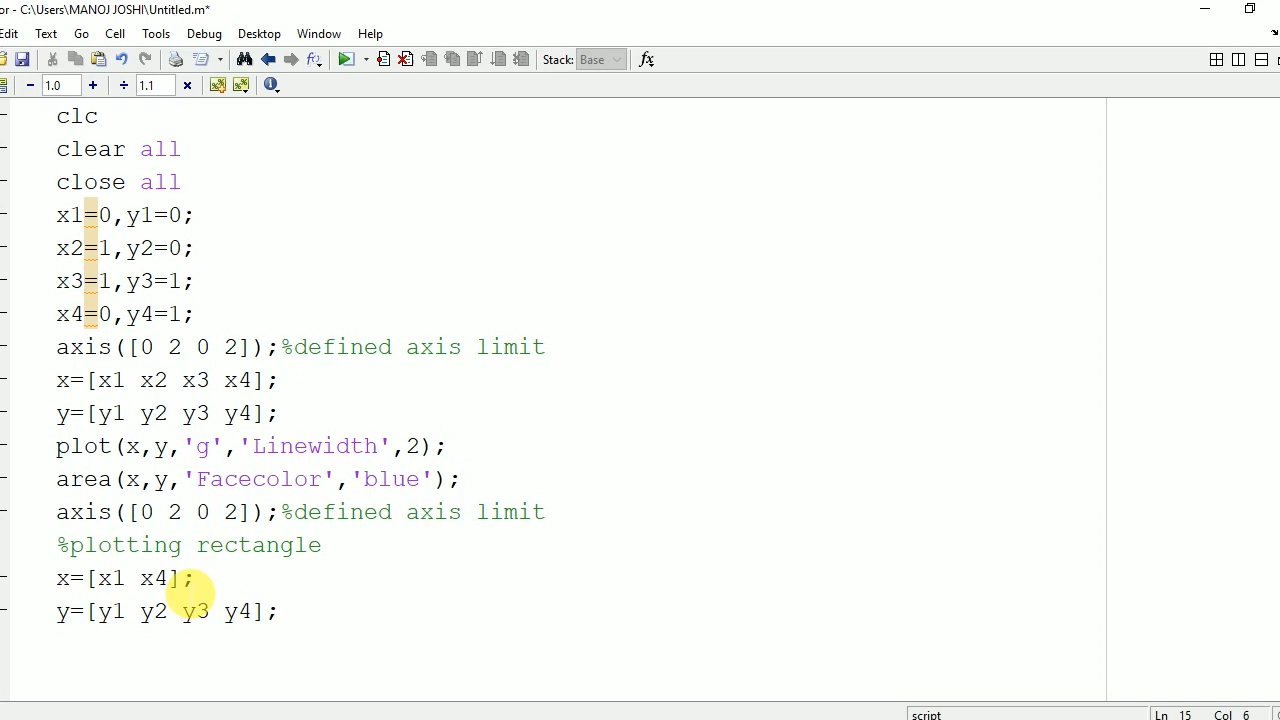 or - C:\Users\MANOJ JOSHI\Untitled.m*
Edit Text Go Cell Tools Debug Desktop Window Help
Stack: Base fx
- 1.0 + ÷ 1.1 ×
clc
clear all
close all
x1=0,y1=0;
x2=1,y2=0;
x3=1,y3=1;
x4=0,y4=1;
axis([0 2 0 2]);%defined axis limit
x=[x1 x2 x3 x4];
y=[y1 y2 y3 y4];
plot(x,y,'g','Linewidth',2);
area(x,y,'Facecolor','blue');
axis([0 2 0 2]);%defined axis limit
%plotting rectangle
x=[x1 x4];
y=[y1 y2 y3 y4];
script Ln 15 Col 6